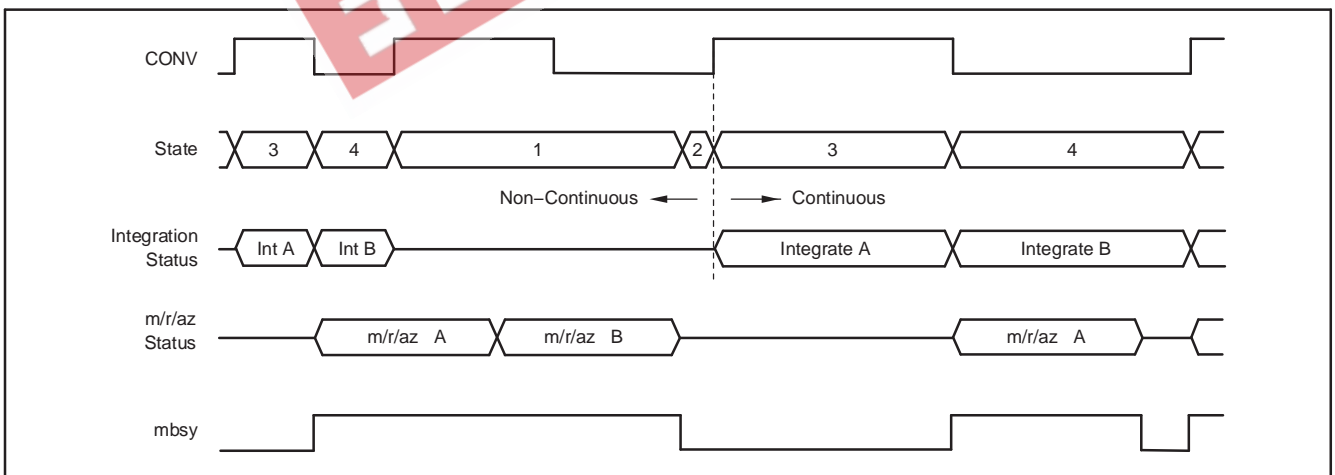 CONV
State
3
4
1
2
3
4
Non−Continuous
Continuous
Integration
Status
Int A
Int B
Integrate A
Integrate B
m/r/az
Status
m/r/az A
m/r/az B
m/r/az A
mbsy